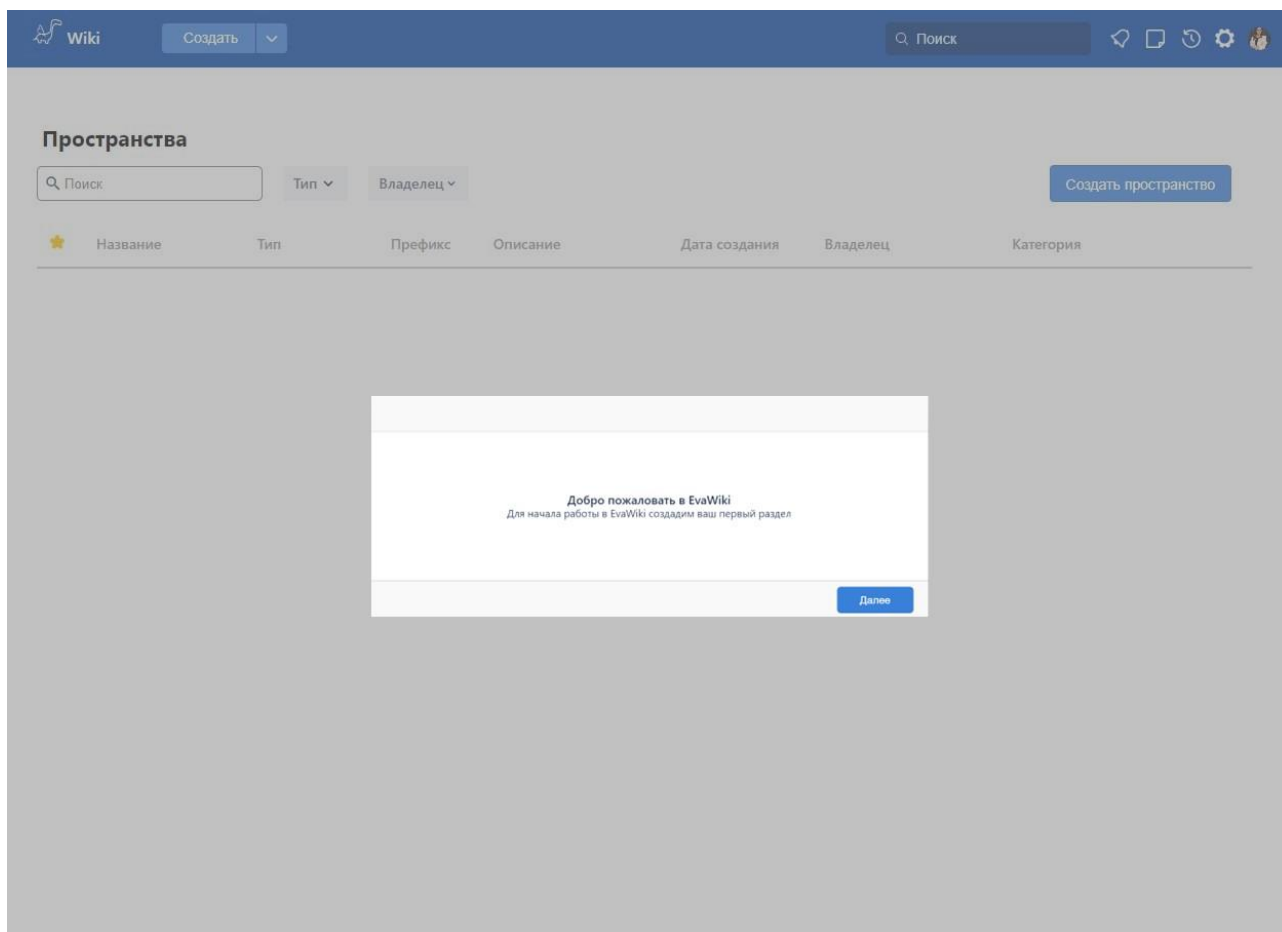 Wiki Создать Поиск
Пространства
Поиск Тип Владелец Создать пространство
Название Тип Префикс Описание Дата создания Владелец Категория
Добро пожаловать в EvaWiki
Для начала работы в EvaWiki создадим ваш первый раздел
Далее